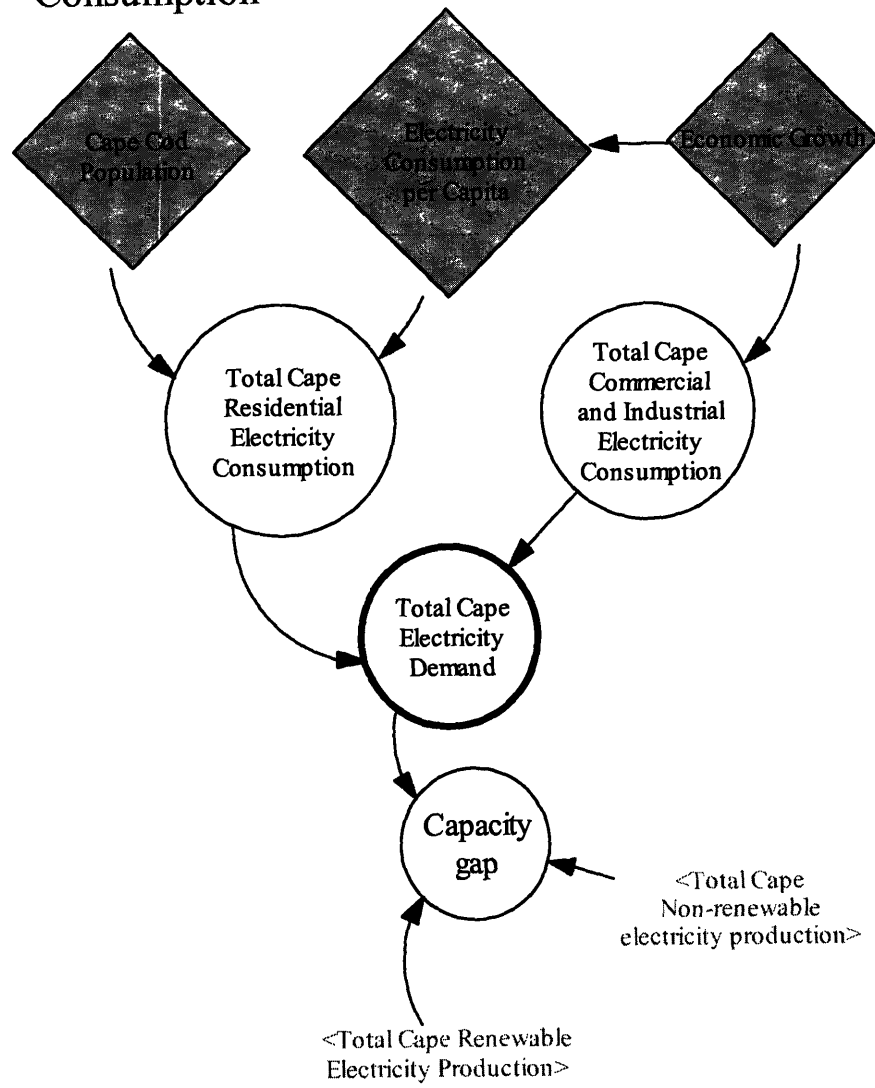 Consumption
Cape Cod
Population
Electricity
Consumption
per Capita
Economic Growth
Total Cape
Residential
Electricity
Consumption
Total Cape
Commercial
and Industrial
Electricity
Consumption
Total Cape
Electricity
Demand
Capacity
gap
<Total Cape
Non-renewable
electricity production>
<Total Cape Renewable
Electricity Production>